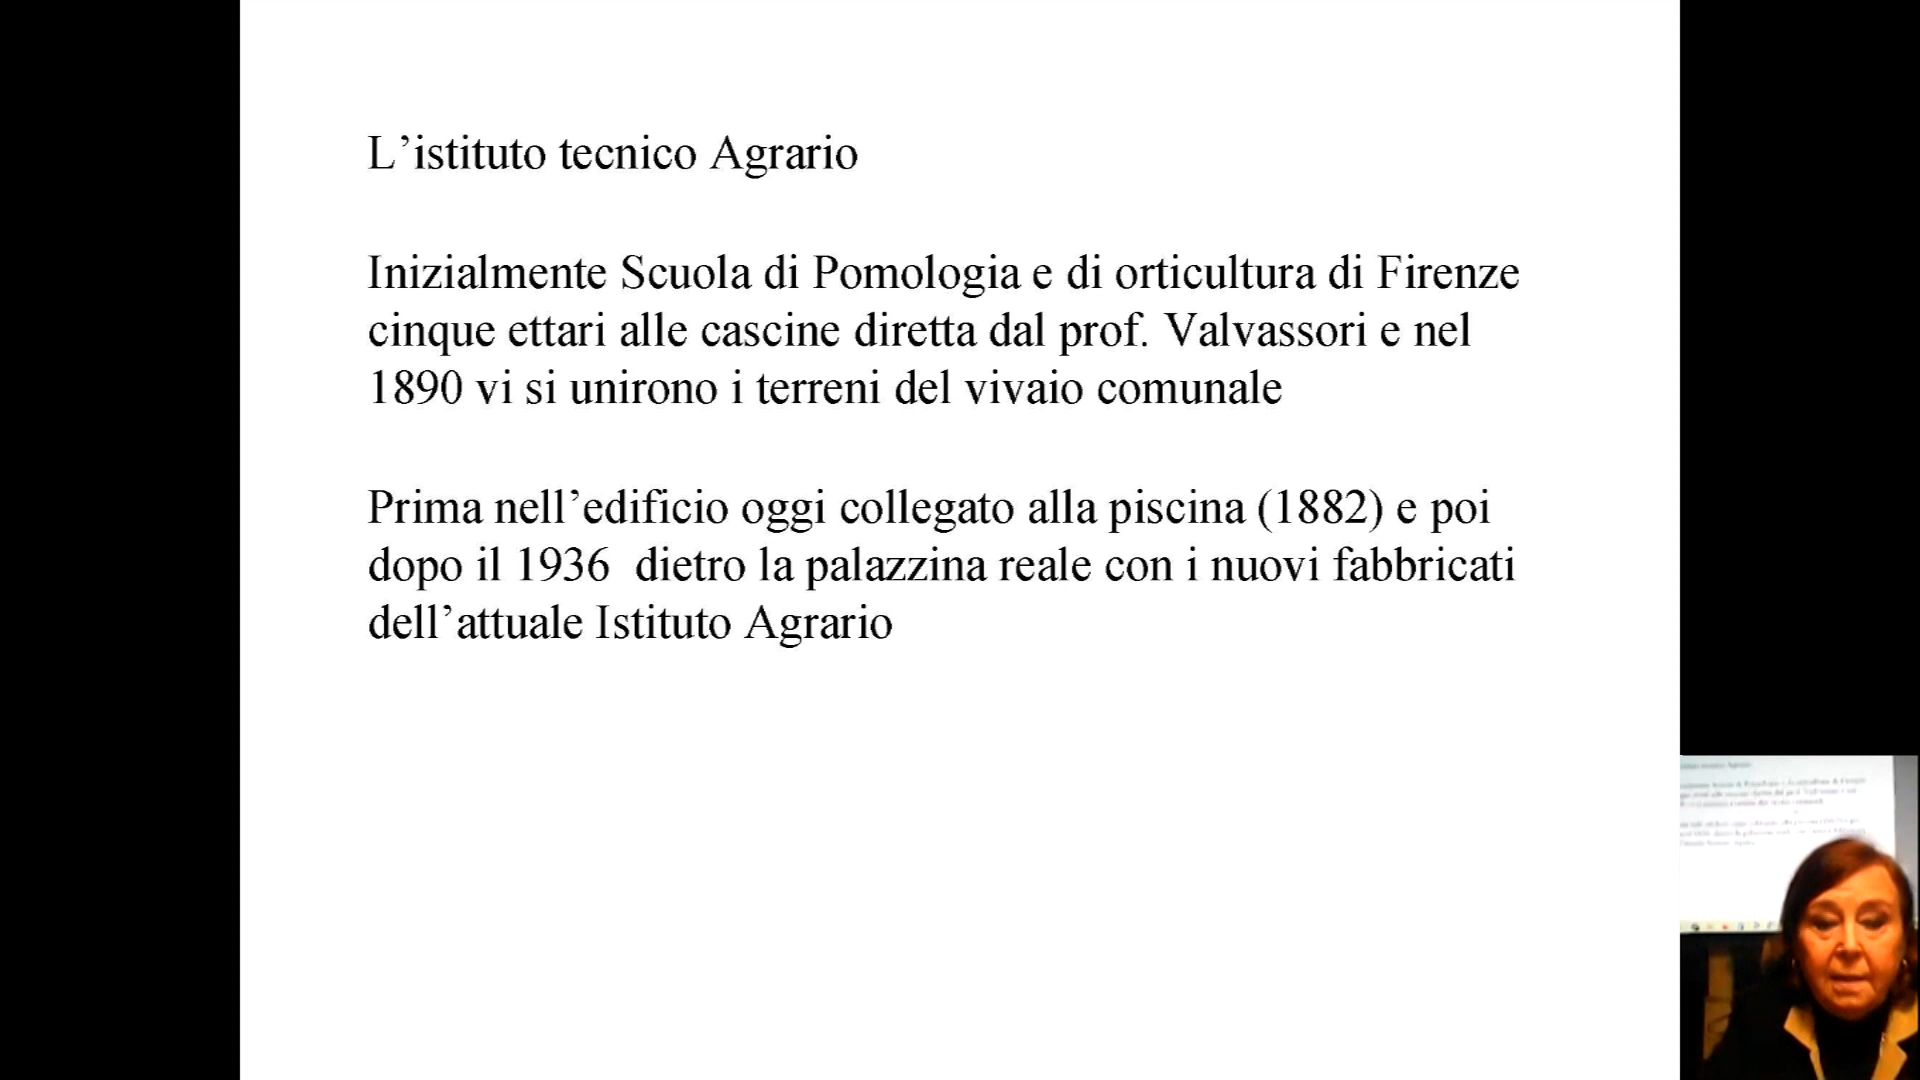 L’istituto tecnico Agrario
Inizialmente Scuola di Pomologia e di orticultura di Firenze
cinque ettari alle cascine diretta dal prof. Valvassori e nel
1890 vi si unirono i terreni del vivaio comunale
Prima nell’edificio oggi collegato alla piscina (1882) e poi
dopo il 1936  dietro la palazzina reale con i nuovi fabbricati
dell’attuale Istituto Agrario